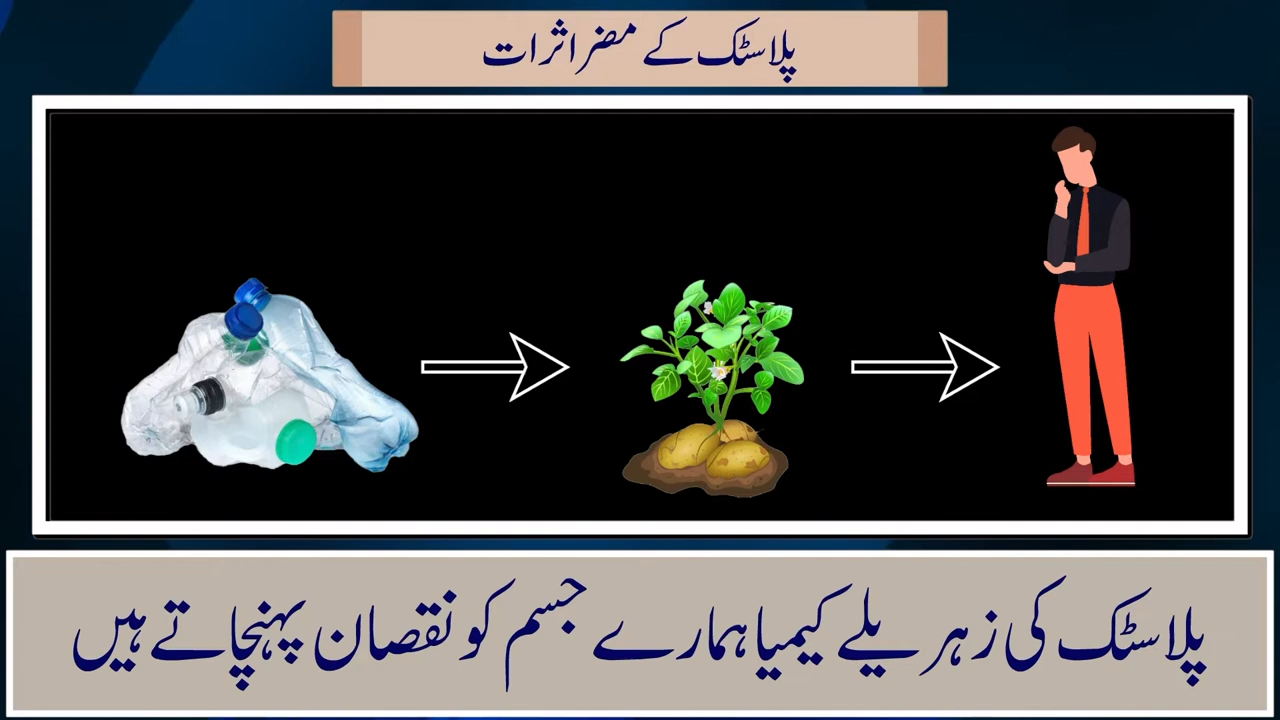 پلاسٹک کے مضر اثرات
پلاسٹک کی زہریلے کیمیا ہمارے جسم کو نقصان پہنچاتے ہیں